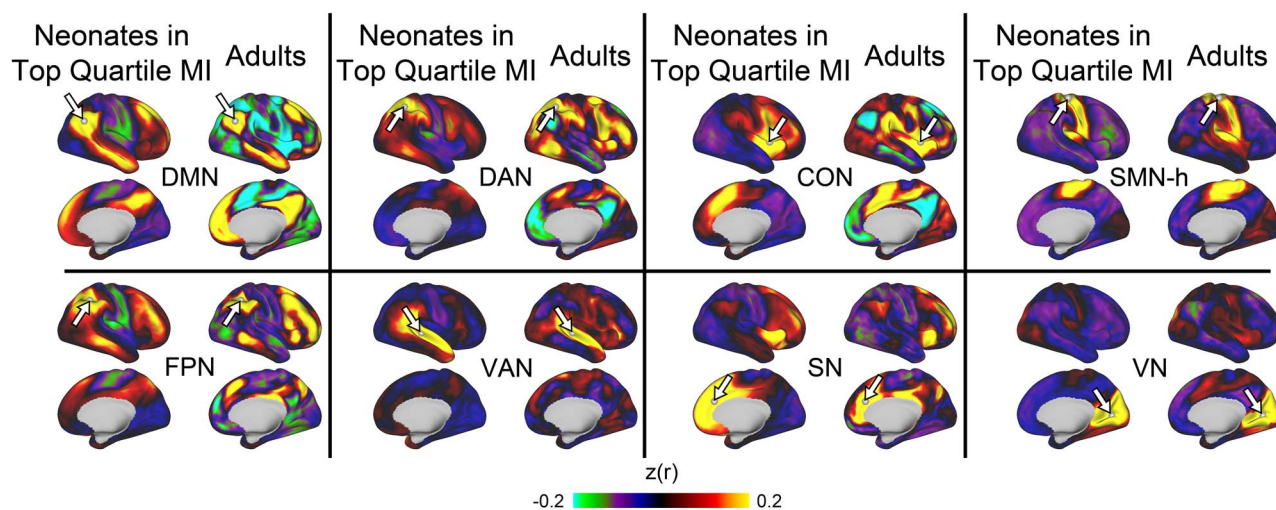 Neonates in
Top Quartile MI
Adults
Neonates in
Top Quartile MI
Adults
Neonates in
Top Quartile MI
Adults
Neonates in
Top Quartile MI
Adults
DMN
DAN
CON
SMN-h
FPN
VAN
SN
VN
z(r)
-0.2
0.2